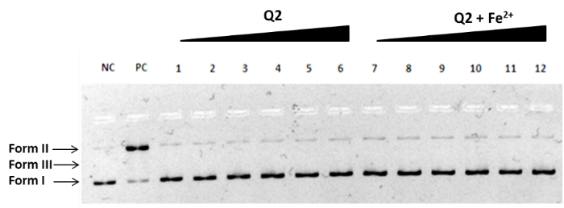 Q2
Q2 + Fe²⁺
NC PC 1 2 3 4 5 6 7 8 9 10 11 12
Form II
Form III
Form I